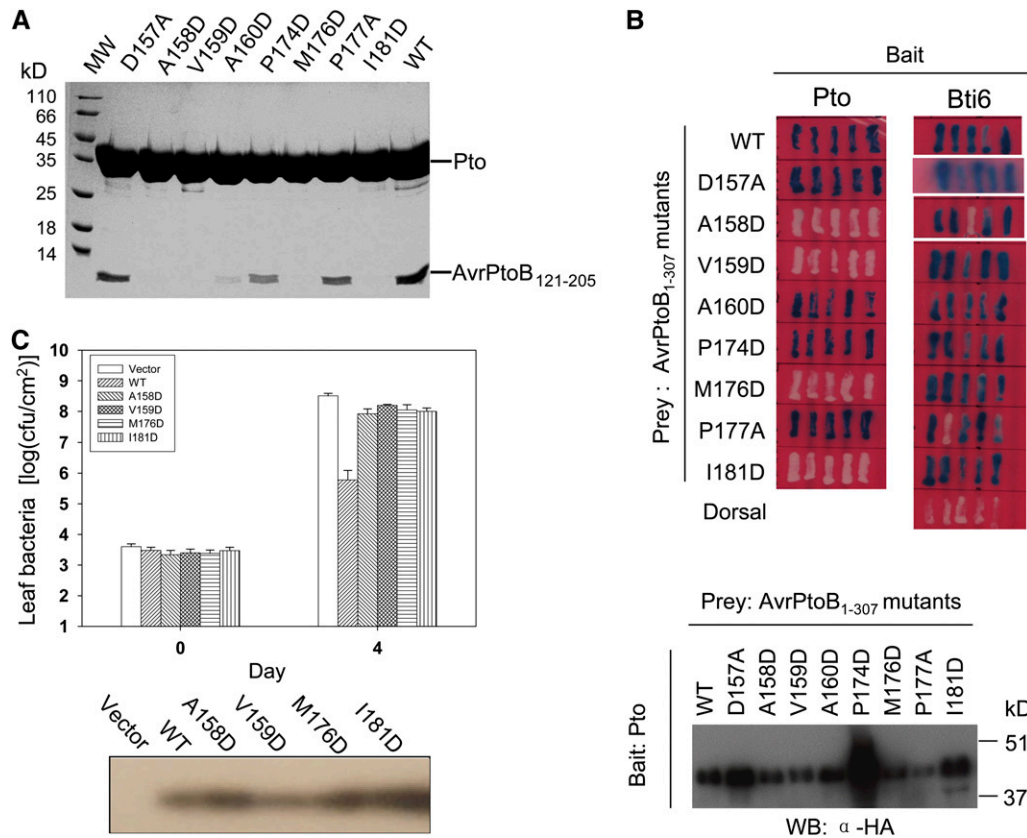 A
MW D157A A158D V159D A160D P174D M176D P177A I181D WT
kD
110
66
45
35
25
18
14
Pto
AvrPtoB121-205
B
Bait
Pto Bti6
Prey : AvrPtoB1-307 mutants
WT
D157A
A158D
V159D
A160D
P174D
M176D
P177A
I181D
Dorsal
Prey: AvrPtoB1-307 mutants
Bait: Pto
WT D157A A158D V159D A160D P174D M176D P177A I181D
kD
51
37
WB: α -HA
C
Leaf bacteria [log(cfu/cm2)]
10
9
8
7
6
5
4
3
2
1
Vector
WT
A158D
V159D
M176D
I181D
0 4
Day
Vector WT A158D V159D M176D I181D